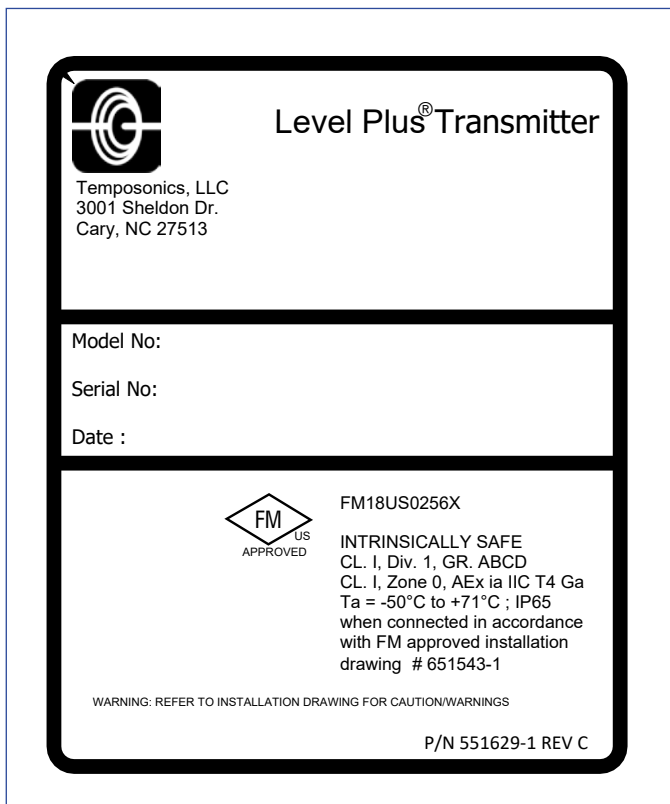 Level Plus® Transmitter
Temposonics, LLC
3001 Sheldon Dr.
Cary, NC 27513
Model No:
Serial No:
Date :
FM
US
APPROVED
FM18US0256X
INTRINSICALLY SAFE
CL. I, Div. 1, GR. ABCD
CL. I, Zone 0, AEx ia IIC T4 Ga
Ta = -50°C to +71°C ; IP65
when connected in accordance
with FM approved installation
drawing # 651543-1
WARNING: REFER TO INSTALLATION DRAWING FOR CAUTION/WARNINGS
P/N 551629-1 REV C